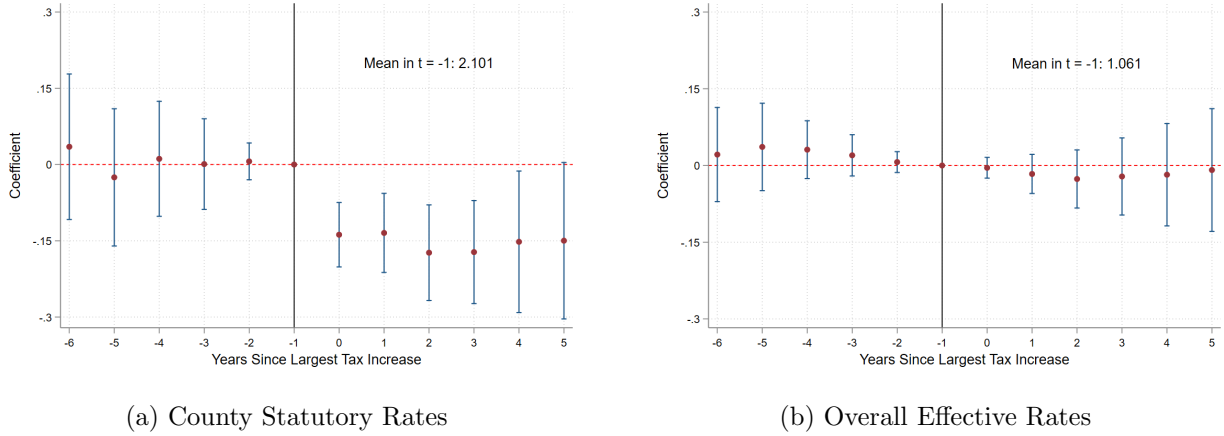 .3
.15
0
-.15
-.3
Coefficient
Mean in t = -1: 2.101
-6 -5 -4 -3 -2 -1 0 1 2 3 4 5
Years Since Largest Tax Increase
(a) County Statutory Rates
.3
.15
0
-.15
-.3
Coefficient
Mean in t = -1: 1.061
-6 -5 -4 -3 -2 -1 0 1 2 3 4 5
Years Since Largest Tax Increase
(b) Overall Effective Rates